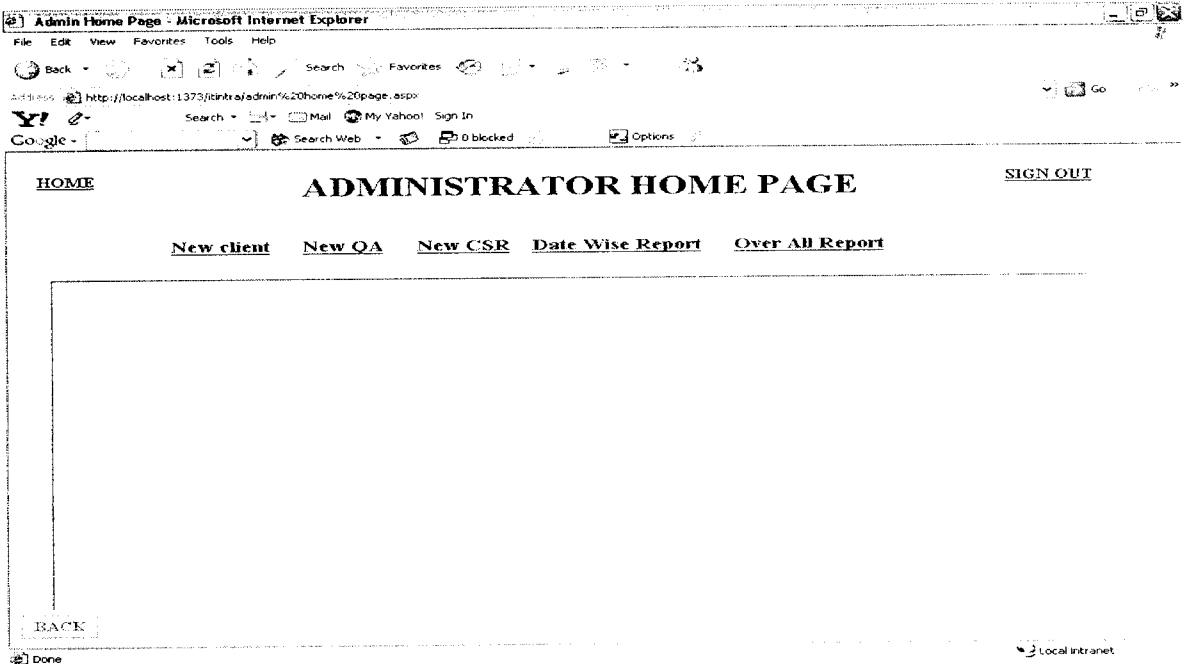 Admin Home Page - Microsoft Internet Explorer
File Edit View Favorites Tools Help
Back Search Favorites
Address http://localhost:1373/itintra/admin%20home%20page.aspx Go »
Y! Search Mail My Yahoo! Sign In
Google Search Web 0 blocked Options
HOME ADMINISTRATOR HOME PAGE SIGN OUT
New client New QA New CSR Date Wise Report Over All Report
BACK
Done Local intranet